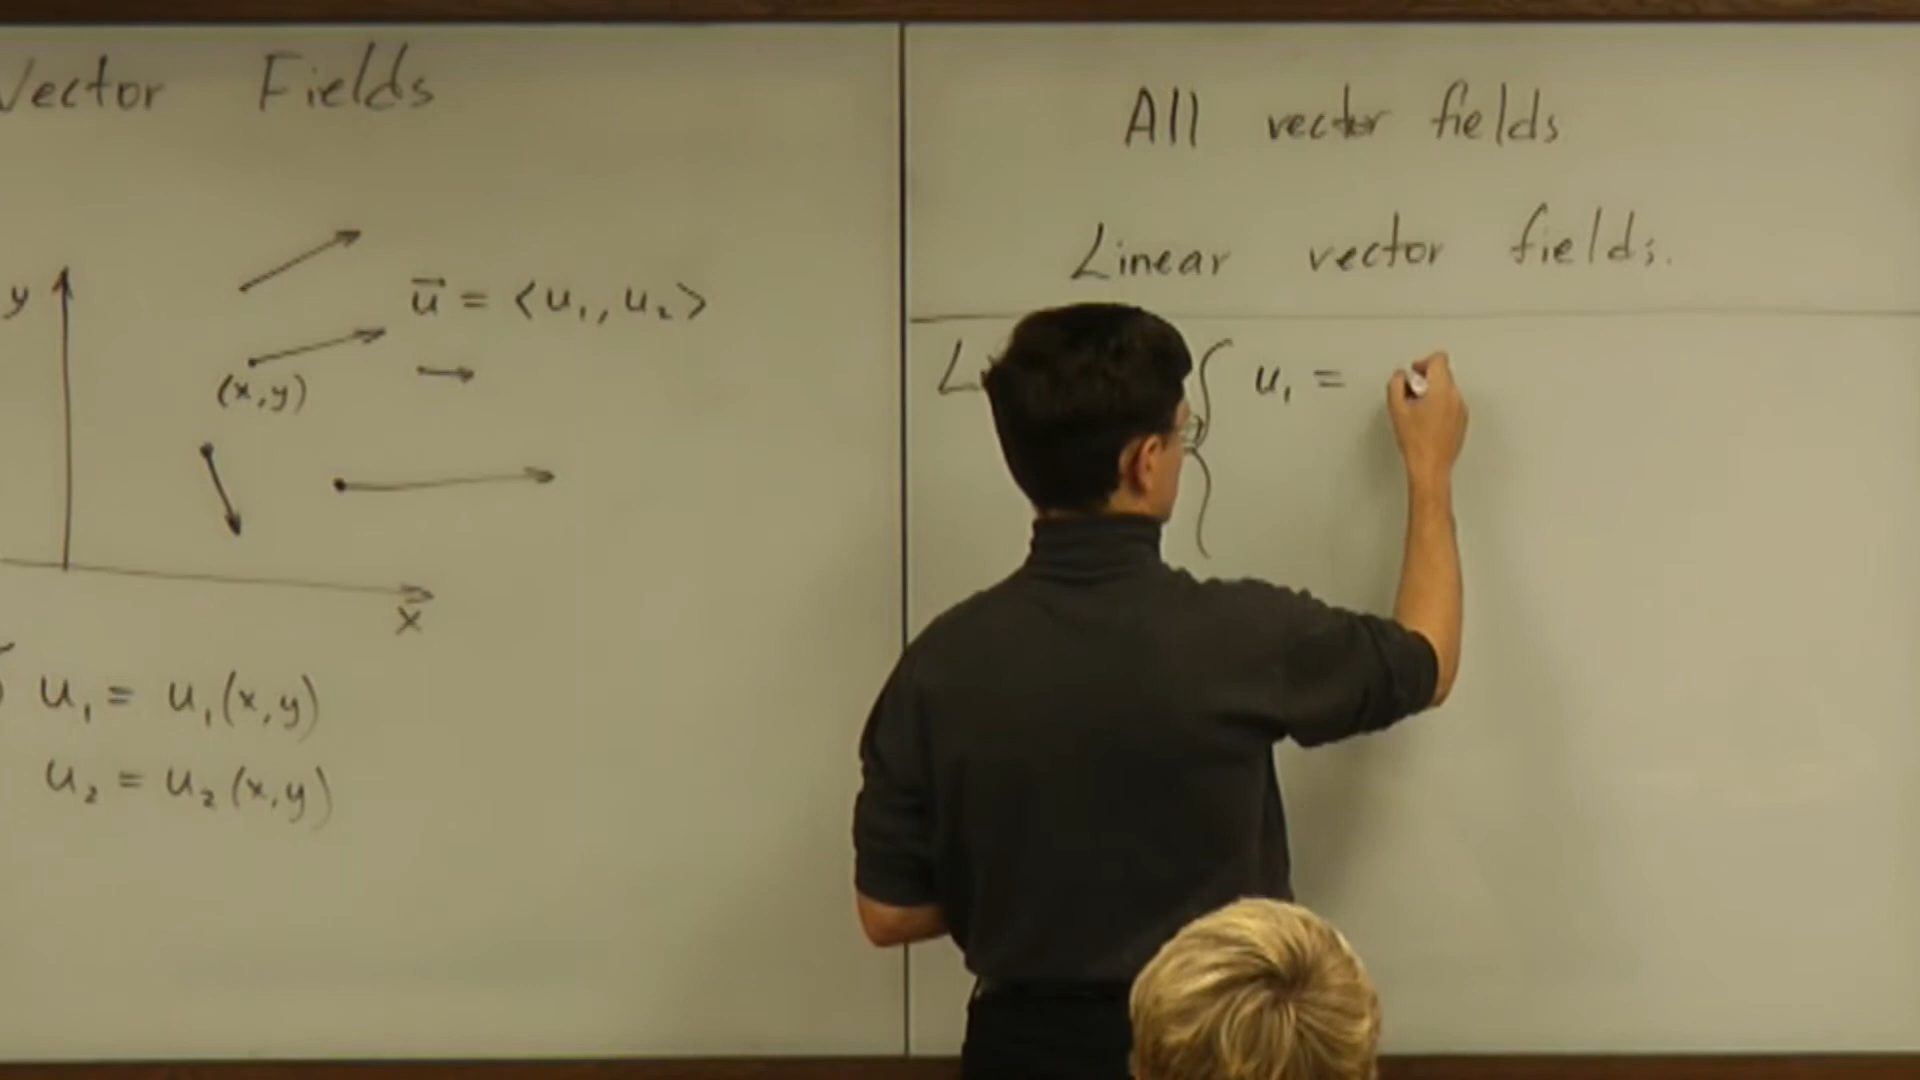 Vector Fields
y
u⃗ = <u₁, u₂>
(x,y)
x
u₁ = u₁(x,y)
u₂ = u₂(x,y)
All vector fields
Linear vector fields.
u₁ =